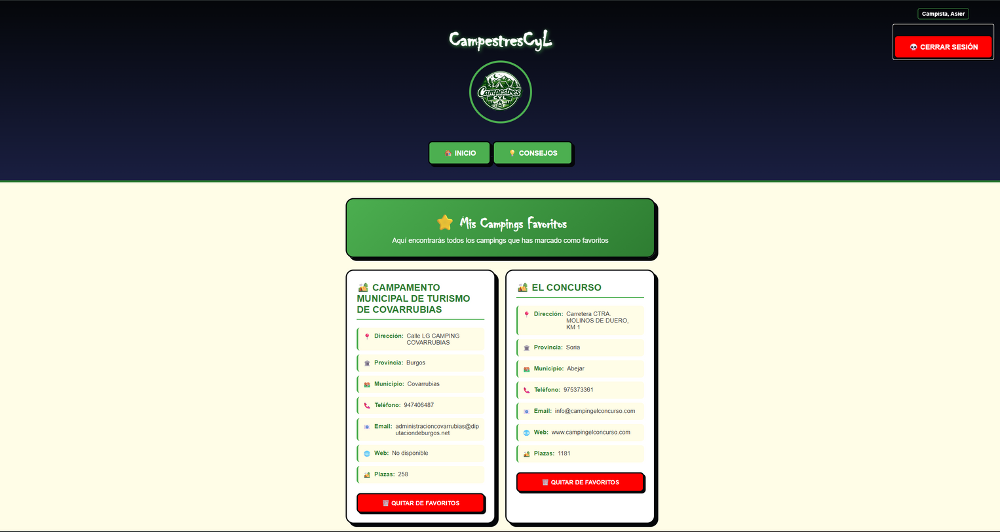 Campista, Asier
💀 CERRAR SESIÓN
CampestresCyL
Campestres
CYL
INICIO
CONSEJOS
Mis Campings Favoritos
Aquí encontrarás todos los campings que has marcado como favoritos
CAMPAMENTO
MUNICIPAL DE TURISMO
DE COVARRUBIAS
Dirección: Calle LG CAMPING
COVARRUBIAS
Provincia: Burgos
Municipio: Covarrubias
Teléfono: 947406487
Email: administracioncovarrubias@dip
utaciondeburgos.net
Web: No disponible
Plazas: 258
QUITAR DE FAVORITOS
EL CONCURSO
Dirección: Carretera CTRA.
MOLINOS DE DUERO,
KM 1
Provincia: Soria
Municipio: Abejar
Teléfono: 975373361
Email: info@campingelconcurso.com
Web: www.campingelconcurso.com
Plazas: 1181
QUITAR DE FAVORITOS